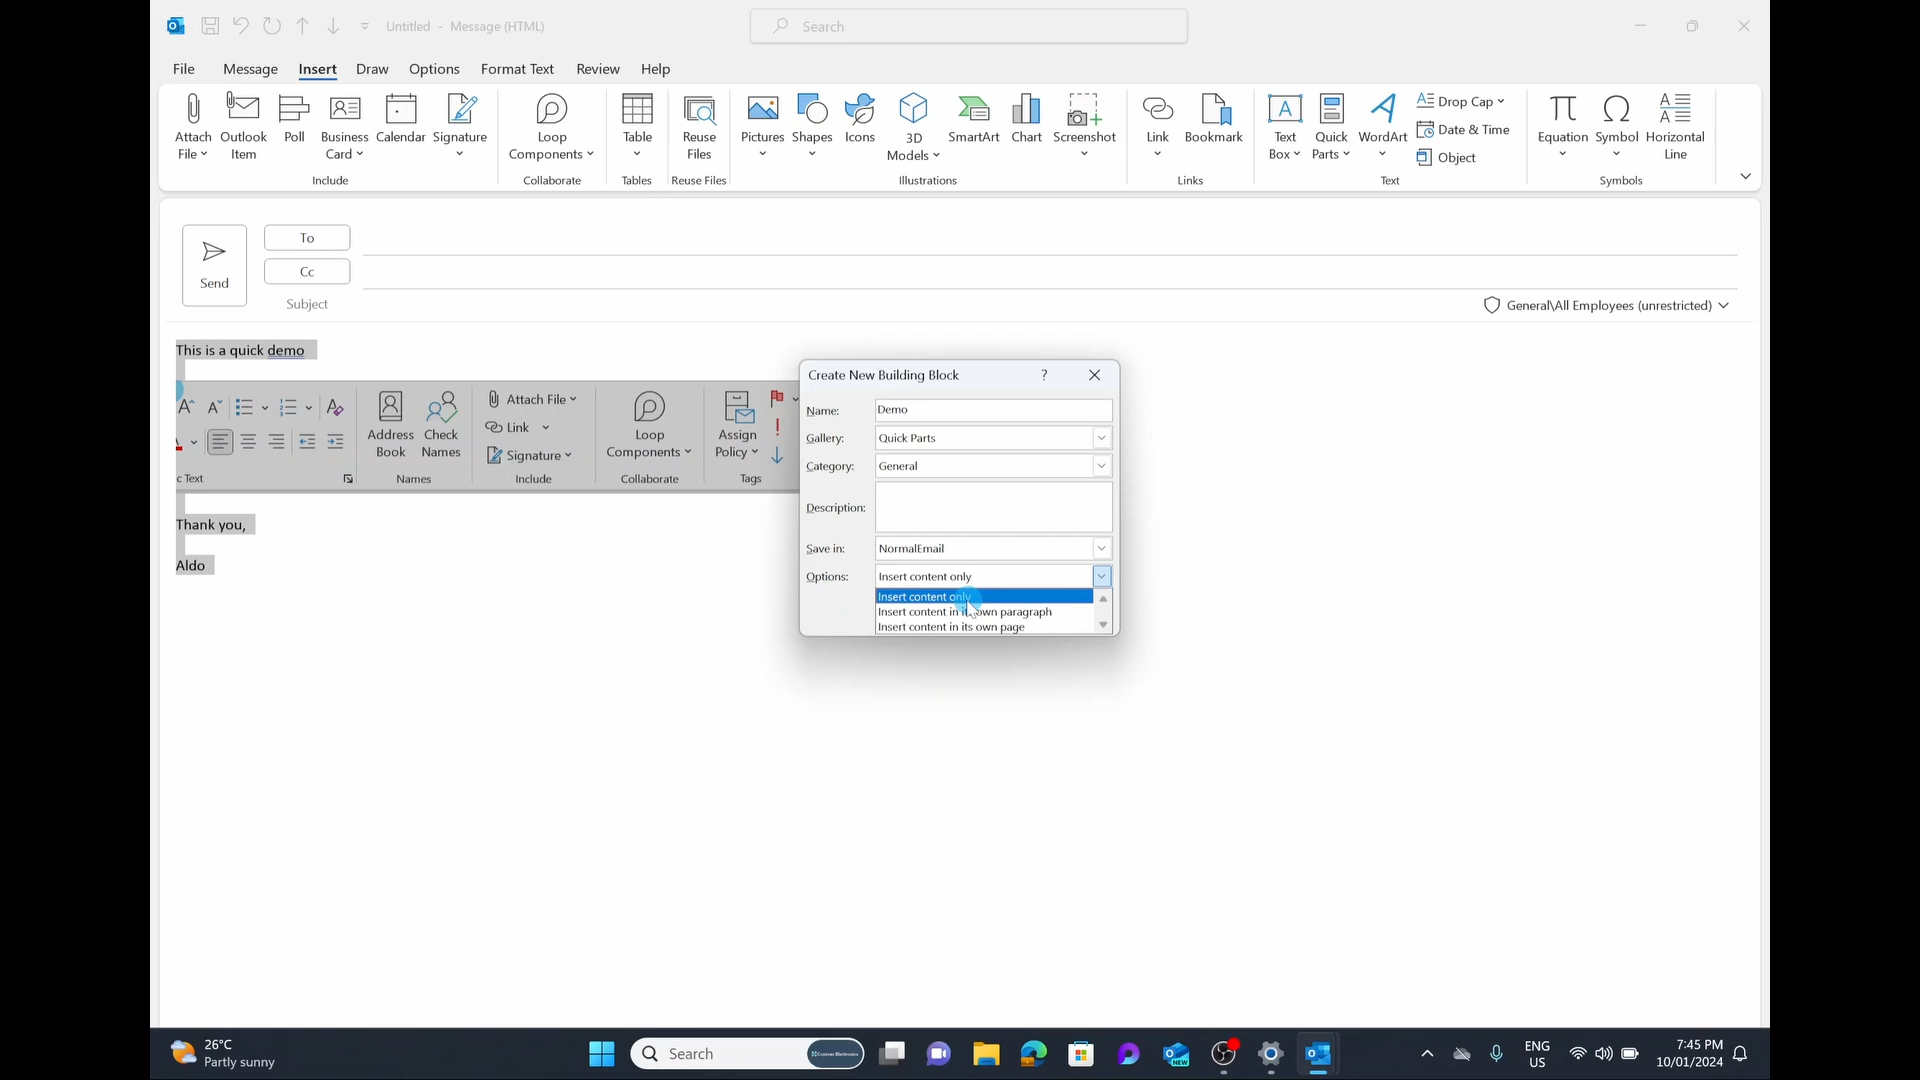 Untitled - Message (HTML)
Search
File Message Insert Draw Options Format Text Review Help
Attach File
Outlook Item
Poll
Business Card
Calendar
Signature
Include
Loop Components
Collaborate
Table
Tables
Reuse Files
Reuse Files
Pictures
Shapes
Icons
3D Models
SmartArt
Chart
Screenshot
Illustrations
Link
Bookmark
Links
Text Box
Quick Parts
WordArt
Drop Cap
Date & Time
Object
Text
Equation
Symbol
Horizontal Line
Symbols
Send
To
Cc
Subject
General\All Employees (unrestricted)
This is a quick demo
c Text
Address Book
Check Names
Names
Attach File
Link
Signature
Include
Loop Components
Collaborate
Assign Policy
Tags
Thank you,
Aldo
Create New Building Block ?
Name: Demo
Gallery: Quick Parts
Category: General
Description:
Save in: NormalEmail
Options: Insert content only
Insert content only
Insert content in its own paragraph
Insert content in its own page
26°C
Partly sunny
Search
NEW
ENG
US
7:45 PM
10/01/2024